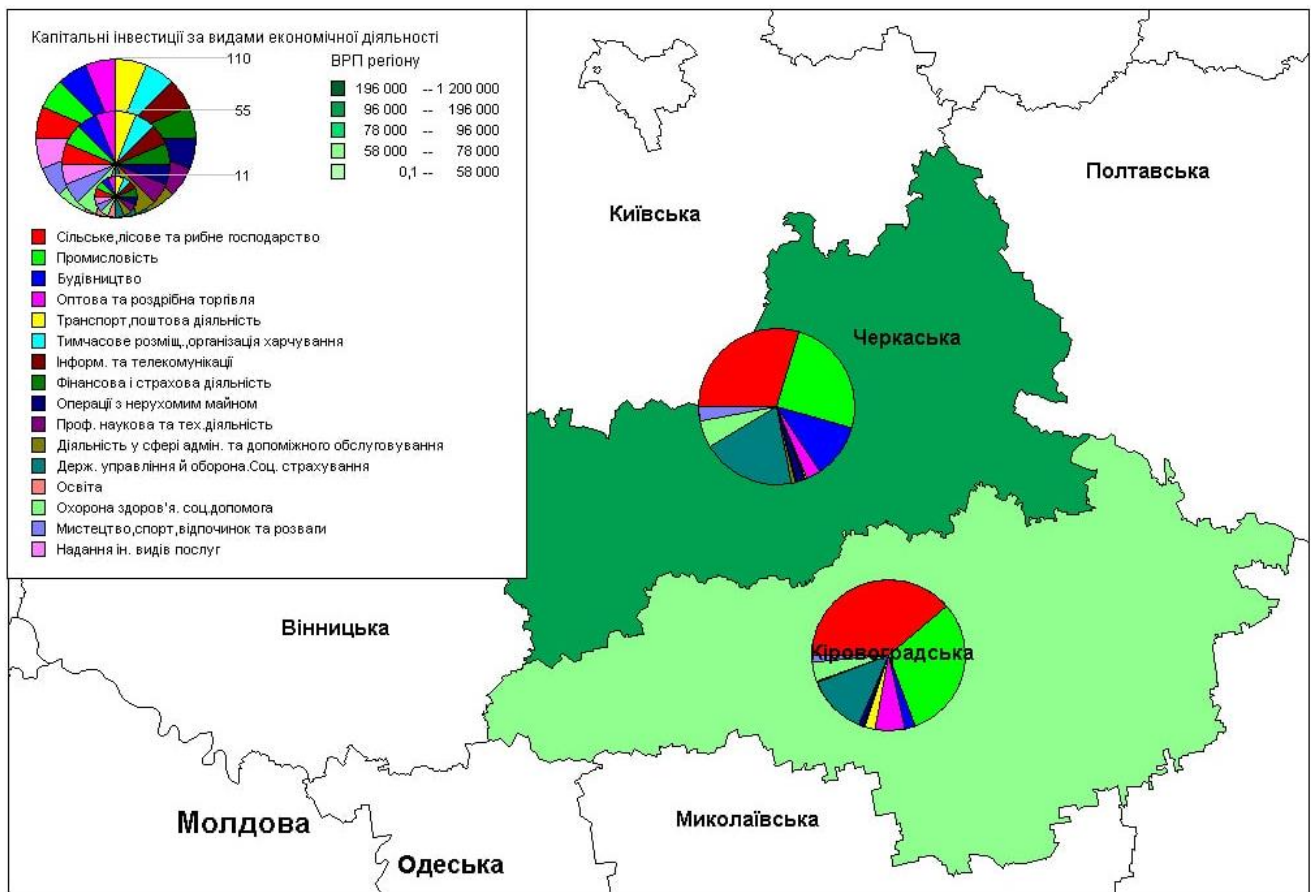 Капітальні інвестиції за видами економічної діяльності
110
55
11
ВРП регіону
196 000 -- 1 200 000
96 000 -- 196 000
78 000 -- 96 000
58 000 -- 78 000
0,1 -- 58 000
Сільське,лісове та рибне господарство
Промисловість
Будівництво
Оптова та роздрібна торгівля
Транспорт,поштова діяльність
Тимчасове розміщ.,організація харчування
Інформ. та телекомунікації
Фінансова і страхова діяльність
Операції з нерухомим майном
Проф. наукова та тех.діяльність
Діяльність у сфері адмін. та допоміжного обслуговування
Держ. управління й оборона.Соц. страхування
Освіта
Охорона здоров'я. соц.допомога
Мистецтво,спорт,відпочинок та розваги
Надання ін. видів послуг
Київська
Полтавська
Черкаська
Вінницька
Кіровоградська
Молдова
Одеська
Миколаївська